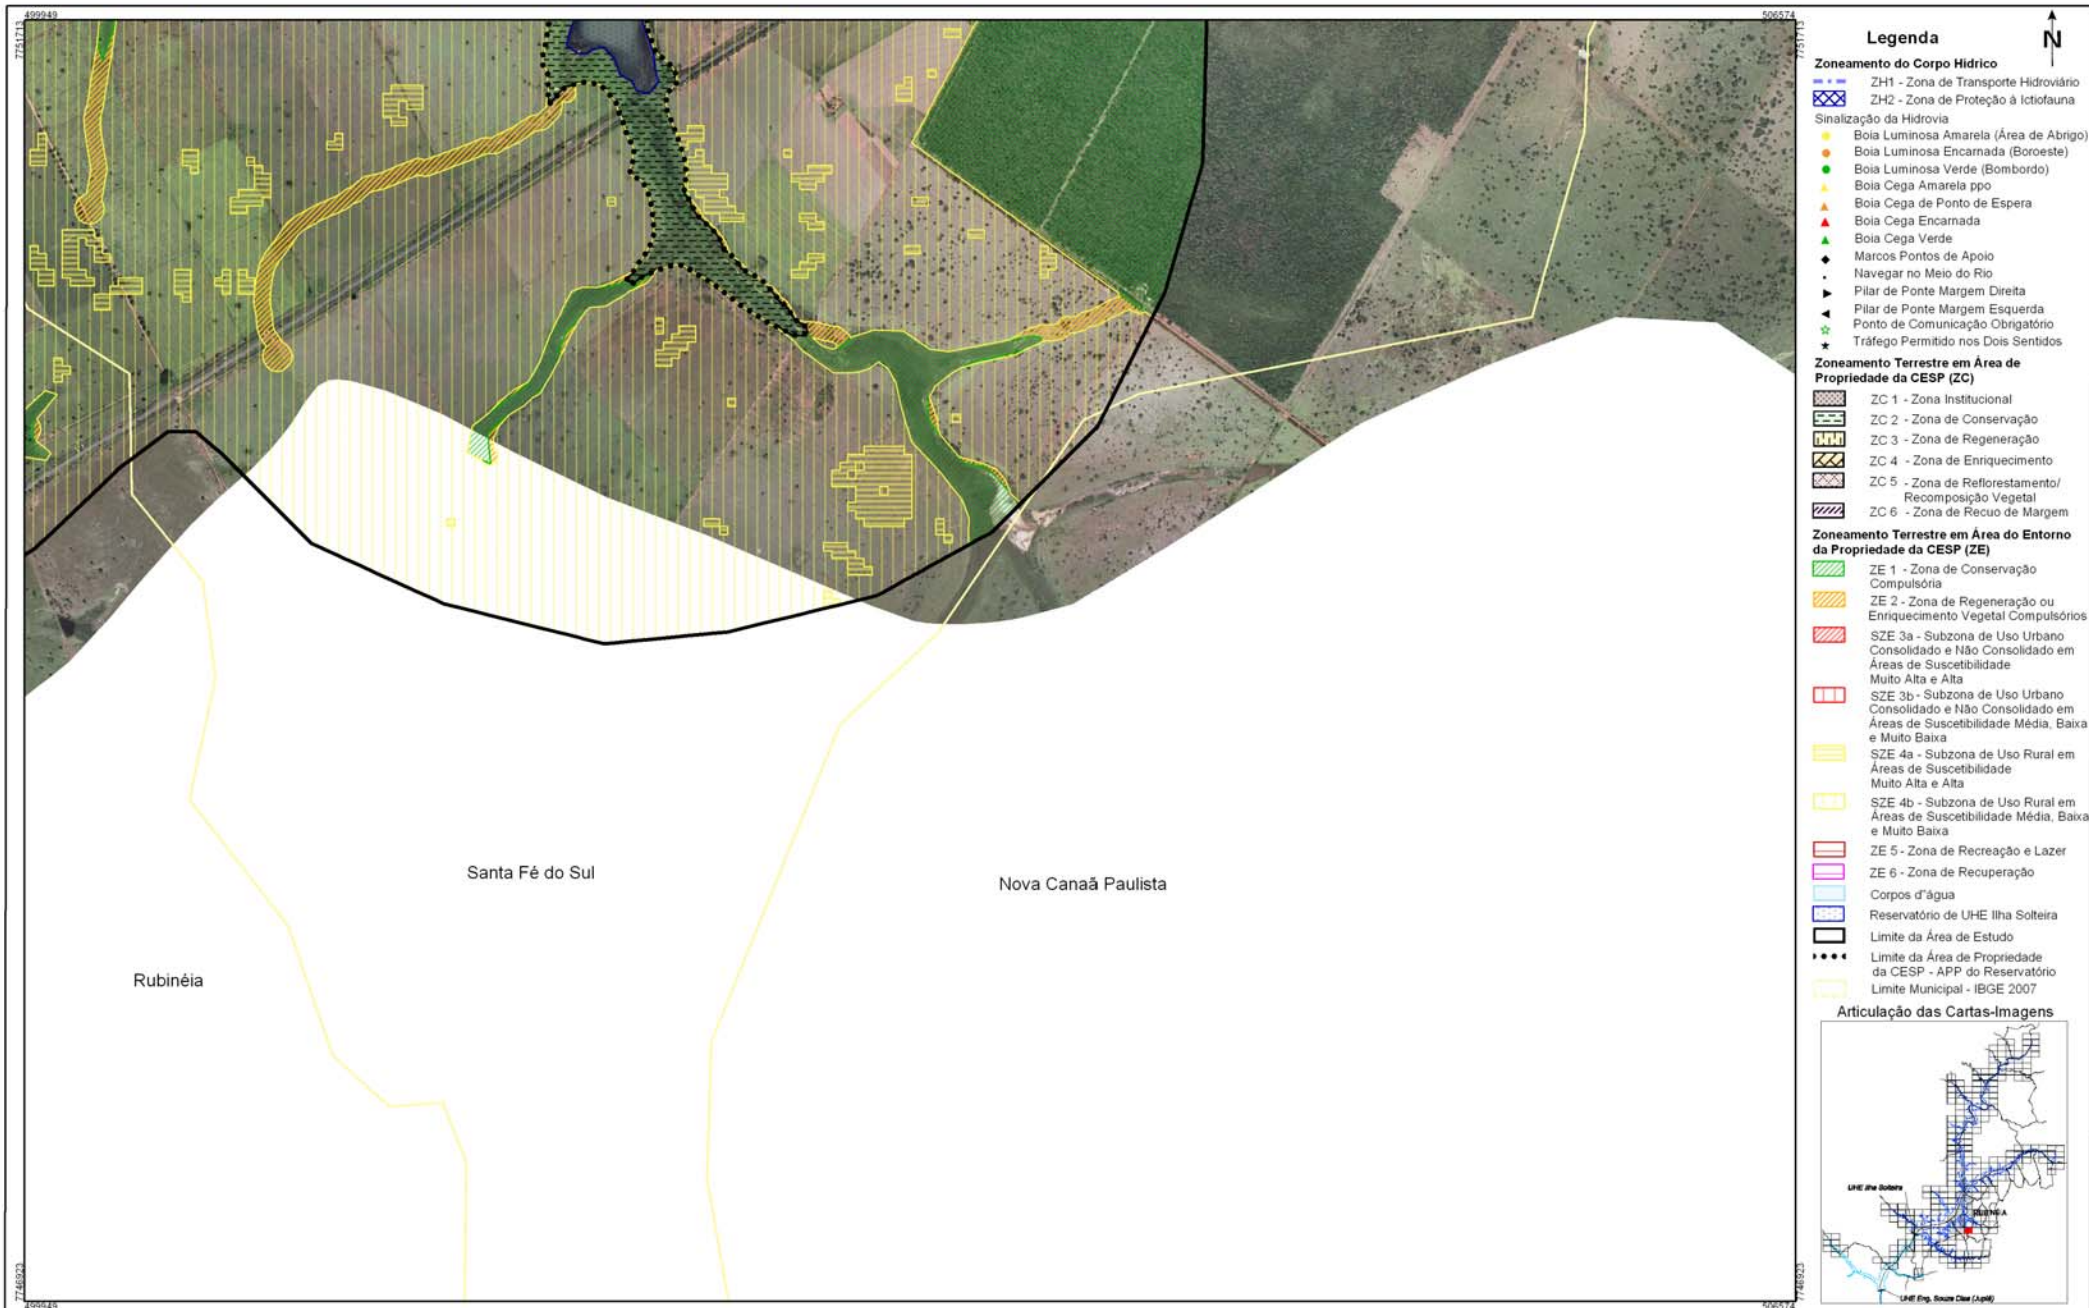 499949
506574
7751713
7751713
Legenda
N
Zoneamento do Corpo Hidrico
ZH1 - Zona de Transporte Hidroviário
ZH2 - Zona de Proteção à Ictiofauna
Sinalização da Hidrovia
Boia Luminosa Amarela (Área de Abrigo)
Boia Luminosa Encarnada (Boroeste)
Boia Luminosa Verde (Bombordo)
Boia Cega Amarela ppo
Boia Cega de Ponto de Espera
Boia Cega Encarnada
Boia Cega Verde
Marcos Pontos de Apoio
Navegar no Meio do Rio
Pilar de Ponte Margem Direita
Pilar de Ponte Margem Esquerda
Ponto de Comunicação Obrigatório
Tráfego Permitido nos Dois Sentidos
Zoneamento Terrestre em Área de
Propriedade da CESP (ZC)
ZC 1 - Zona Institucional
ZC 2 - Zona de Conservação
ZC 3 - Zona de Regeneração
ZC 4 - Zona de Enriquecimento
ZC 5 - Zona de Reflorestamento/
Recomposição Vegetal
ZC 6 - Zona de Recuo de Margem
Zoneamento Terrestre em Área do Entorno
da Propriedade da CESP (ZE)
ZE 1 - Zona de Conservação
Compulsória
ZE 2 - Zona de Regeneração ou
Enriquecimento Vegetal Compulsórios
SZE 3a - Subzona de Uso Urbano
Consolidado e Não Consolidado em
Áreas de Suscetibilidade
Muito Alta e Alta
SZE 3b - Subzona de Uso Urbano
Consolidado e Não Consolidado em
Áreas de Suscetibilidade Média, Baixa
e Muito Baixa
SZE 4a - Subzona de Uso Rural em
Áreas de Suscetibilidade
Muito Alta e Alta
SZE 4b - Subzona de Uso Rural em
Áreas de Suscetibilidade Média, Baixa
e Muito Baixa
ZE 5 - Zona de Recreação e Lazer
ZE 6 - Zona de Recuperação
Corpos d"água
Reservatório de UHE Ilha Solteira
Limite da Área de Estudo
Limite da Área de Propriedade
da CESP - APP do Reservatório
Limite Municipal - IBGE 2007
Articulação das Cartas-Imagens
UHE Ilha Solteira
UHE Eng. Souza Dias (Jupiá)
Santa Fé do Sul
Nova Canaã Paulista
Rubinéia
7746923
7746923
499949
506574